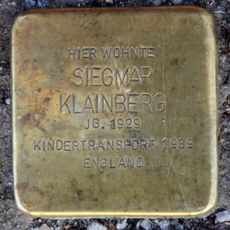 HIER WOHNTE
SIEGMAR
KLAINBERG
JG. 1929
KINDERTRANSPORT 1939
ENGLAND